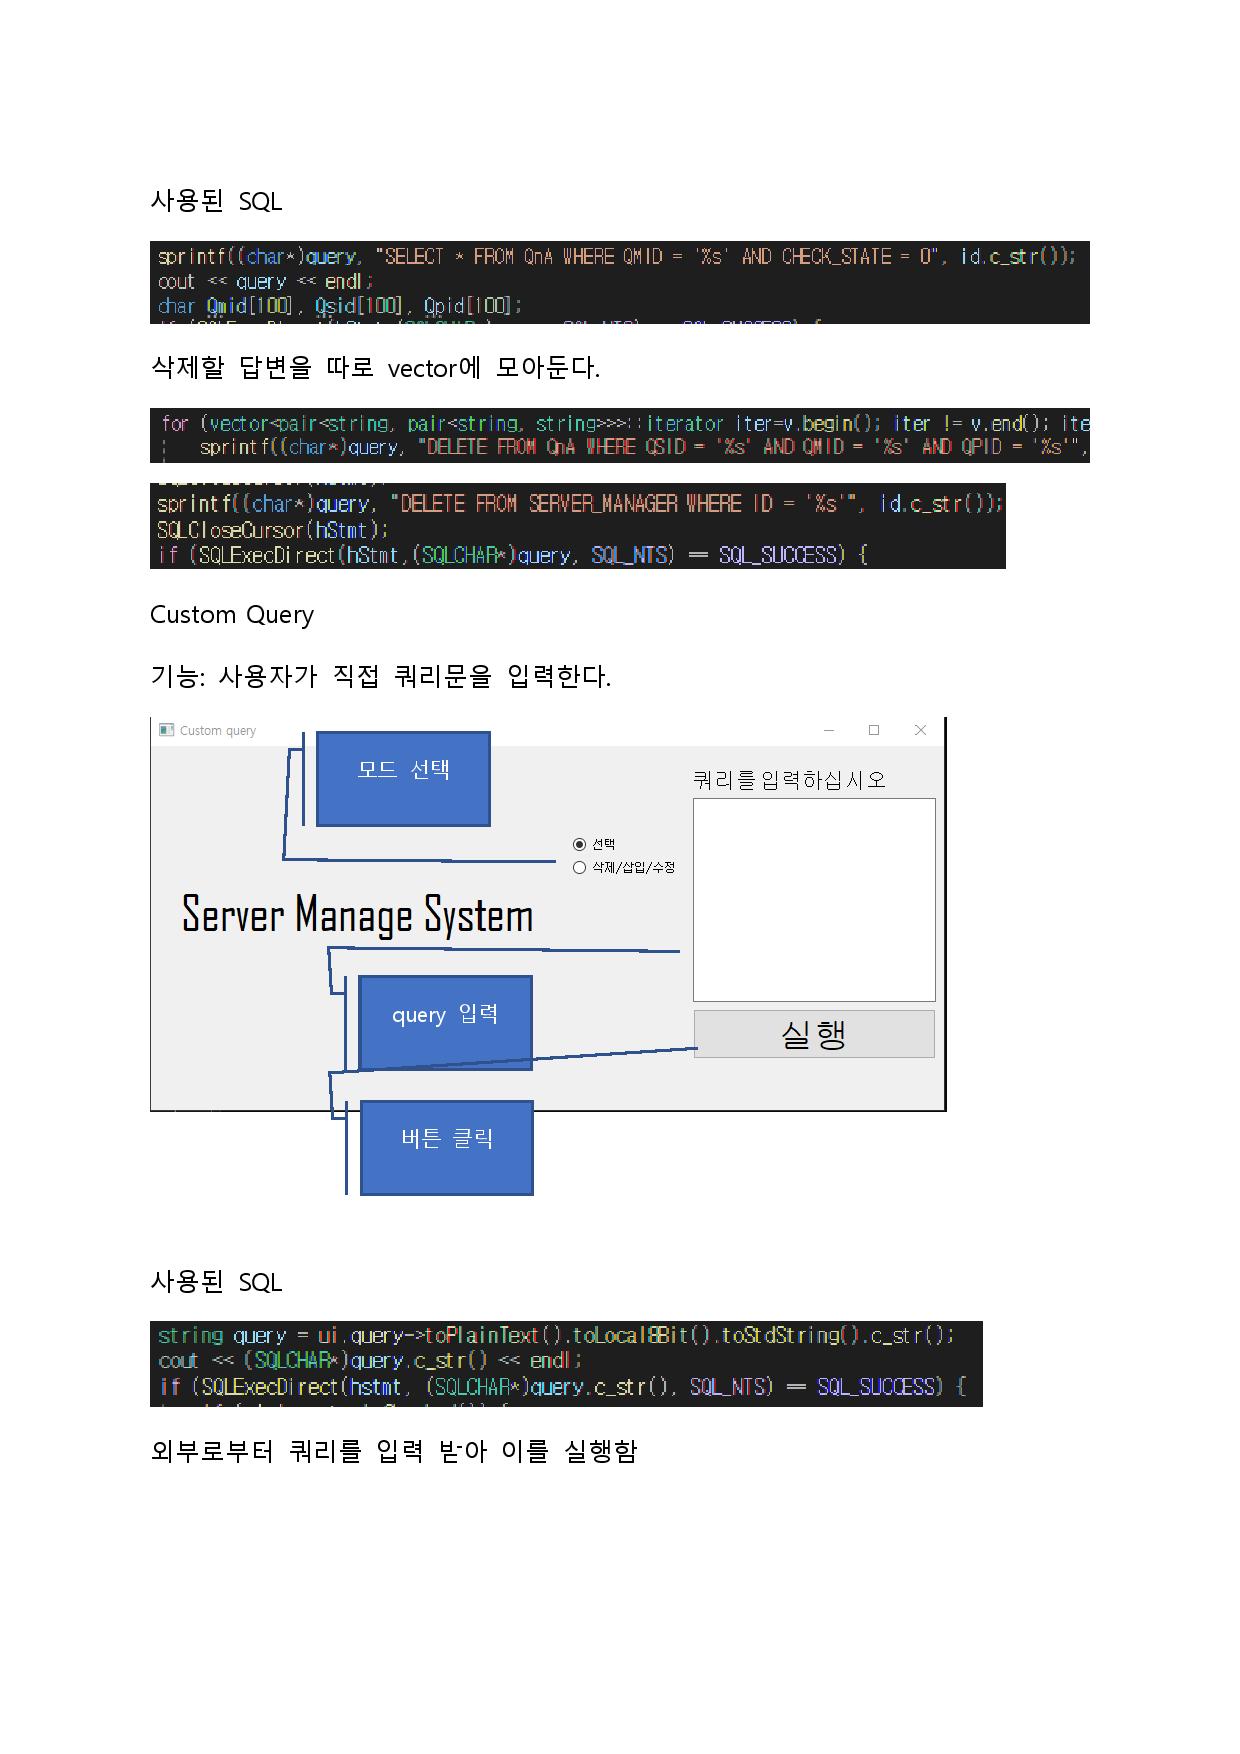 사용된 SQL
sprintf((char*)query, "SELECT * FROM QnA WHERE QMID = '%s' AND CHECK_STATE = 0", id.c_str());
cout << query << endl;
char Qmid[100], Qsid[100], Qpid[100];
삭제할 답변을 따로 vector에 모아둔다.
for (vector<pair<string, pair<string, string>>>::iterator iter=v.begin(); iter != v.end(); ite
sprintf((char*)query, "DELETE FROM QnA WHERE QSID = '%s' AND QMID = '%s' AND QPID = '%s'",
sprintf((char*)query, "DELETE FROM SERVER_MANAGER WHERE ID = '%s'", id.c_str());
SQLCloseCursor(hStmt);
if (SQLExecDirect(hStmt,(SQLCHAR*)query, SQL_NTS) == SQL_SUCCESS) {
Custom Query
기능: 사용자가 직접 쿼리문을 입력한다.
Custom query
모드 선택
쿼리를 입력하십시오
선택
삭제/삽입/수정
Server Manage System
query 입력
실행
버튼 클릭
사용된 SQL
string query = ui.query->toPlainText().toLocal8Bit().toStdString().c_str();
cout << (SQLCHAR*)query.c_str() << endl;
if (SQLExecDirect(hstmt, (SQLCHAR*)query.c_str(), SQL_NTS) == SQL_SUCCESS) {
외부로부터 쿼리를 입력 받아 이를 실행함